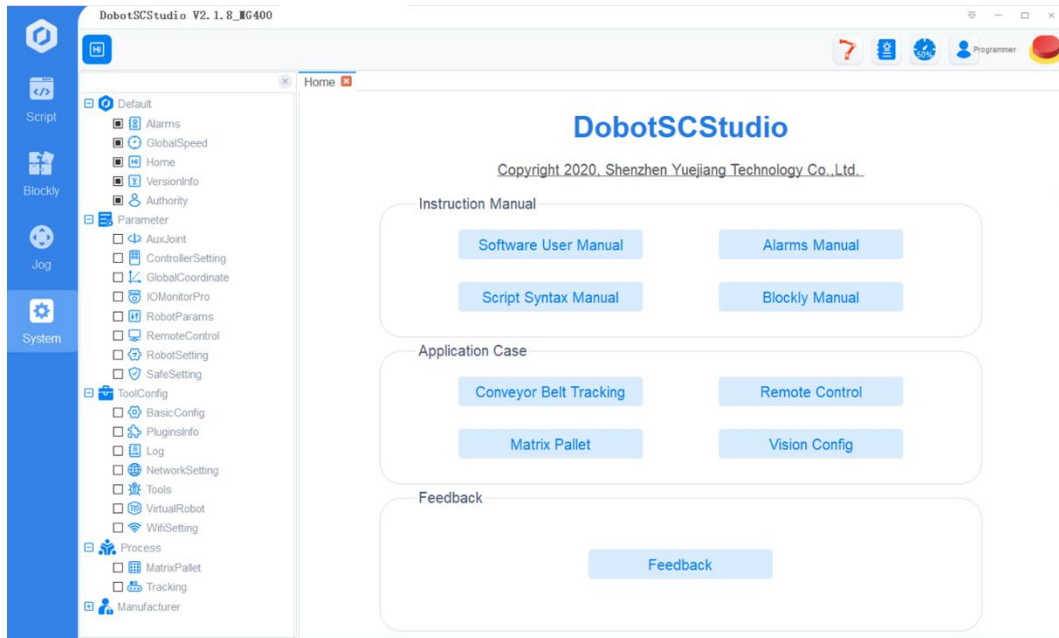 DobotSCStudio V2.1.8_MG400
Hi
50%
Programmer
Script
Blockly
Jog
System
Default
Alarms
GlobalSpeed
Home
VersionInfo
Authority
Parameter
AuxJoint
ControllerSetting
GlobalCoordinate
IOMonitorPro
RobotParams
RemoteControl
RobotSetting
SafeSetting
ToolConfig
BasicConfig
PluginsInfo
Log
NetworkSetting
Tools
VirtualRobot
WifiSetting
Process
MatrixPallet
Tracking
Manufacturer
Home
DobotSCStudio
Copyright 2020, Shenzhen Yuejiang Technology Co.,Ltd.
Instruction Manual
Software User Manual
Alarms Manual
Script Syntax Manual
Blockly Manual
Application Case
Conveyor Belt Tracking
Remote Control
Matrix Pallet
Vision Config
Feedback
Feedback